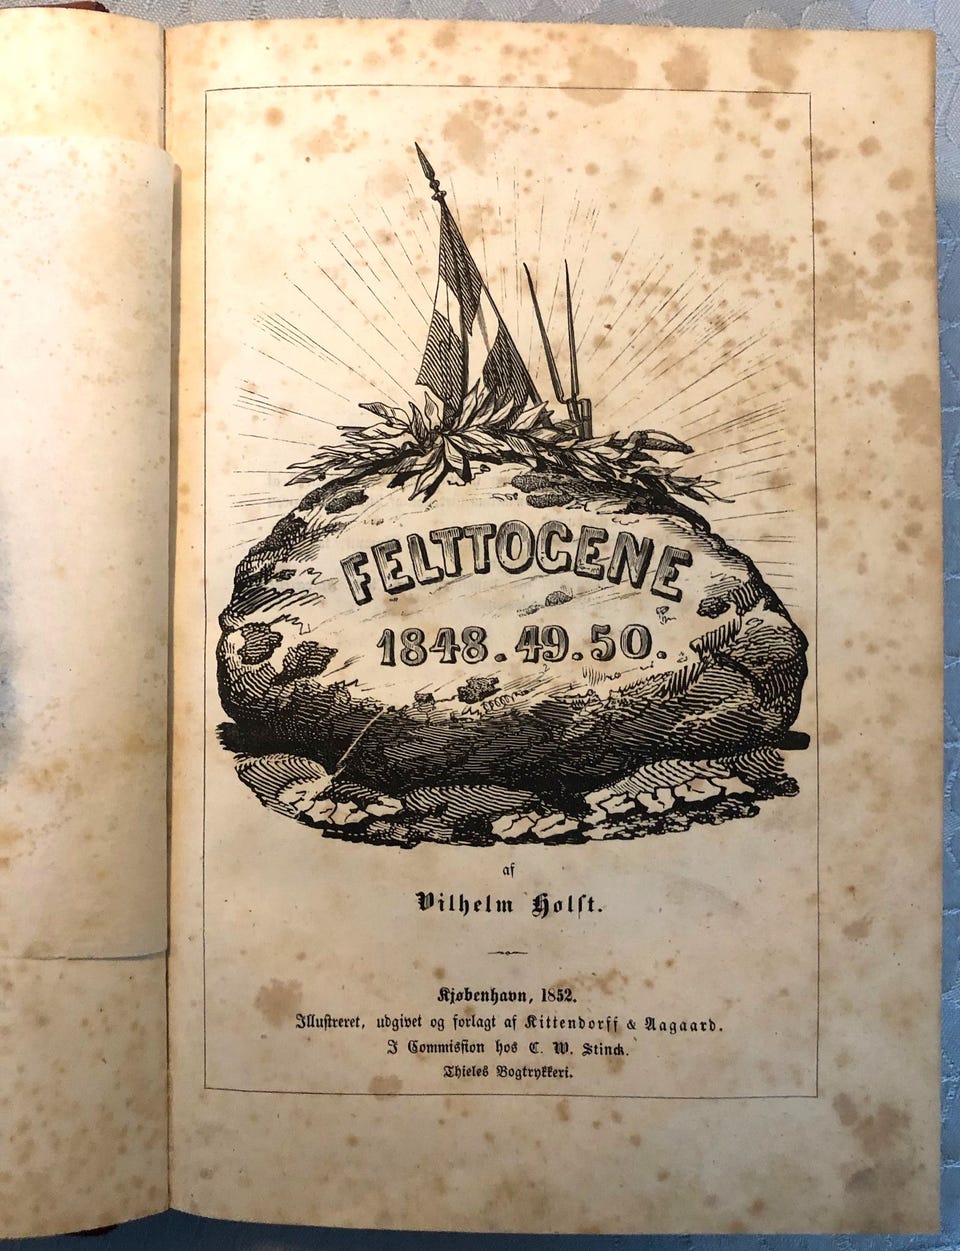 FELTTOGENE
1848. 49. 50.
af
Vilhelm Holst.
Kjøbenhavn, 1852.
Illustreret, udgivet og forlagt af Kittendorff & Aagaard.
I Commission hos C. W. Stinck.
Thieles Bogtrykkeri.